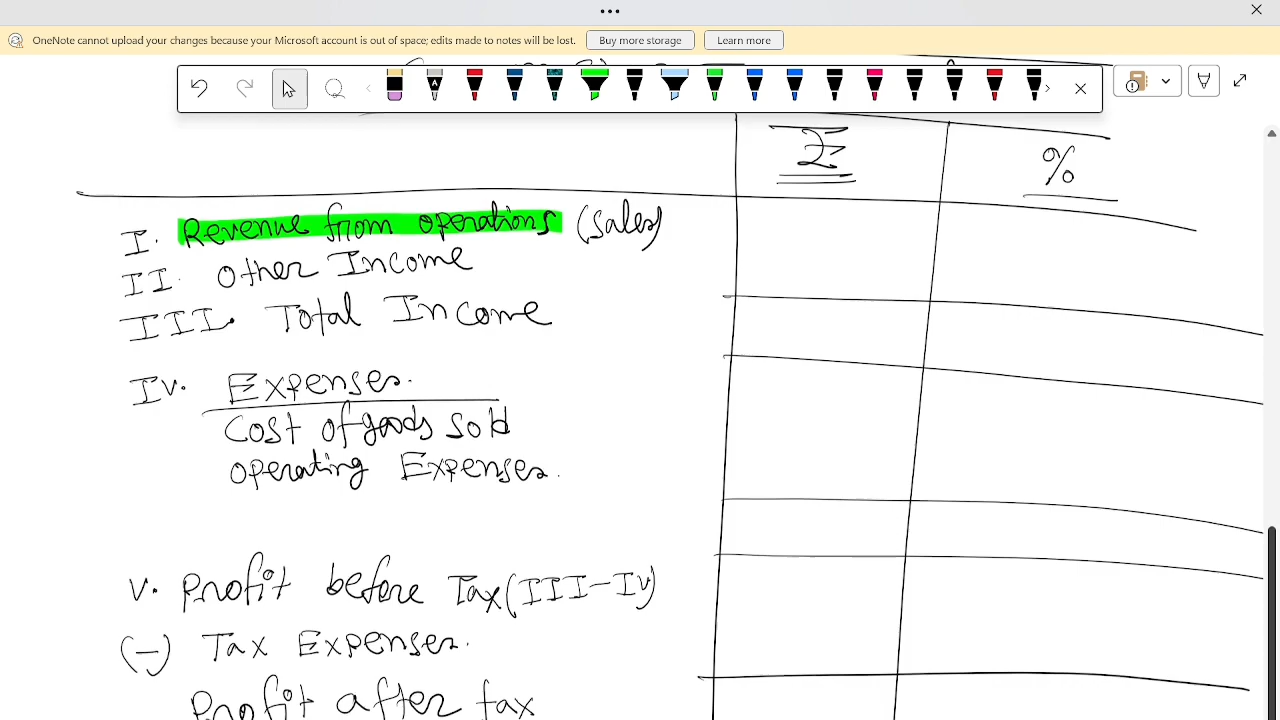 OneNote cannot upload your changes because your Microsoft account is out of space; edits made to notes will be lost. Buy more storage Learn more
₹ %
I. Revenue from operations (sales)
II. Other Income
III. Total Income
IV. Expenses.
Cost of goods sold
operating Expenses.
V. Profit before Tax (III-IV)
(-) Tax Expenses.
Profit after tax